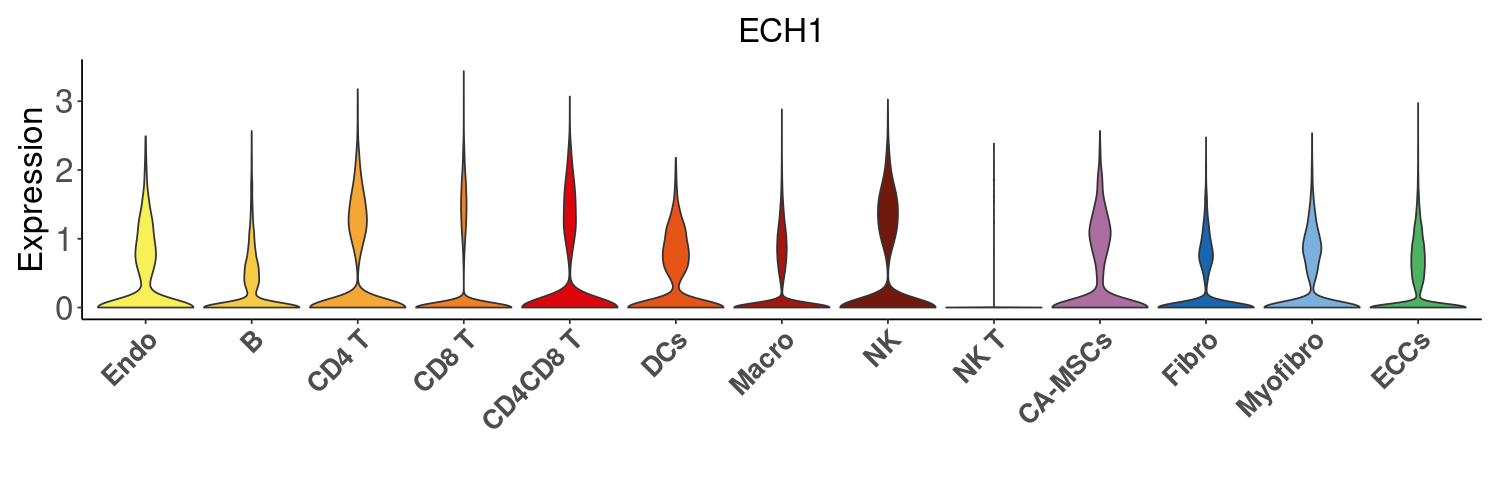 ECH1
Expression
3
2
1
0
Endo
B
CD4 T
CD8 T
CD4CD8 T
DCs
Macro
NK
NK T
CA-MSCs
Fibro
Myofibro
ECCs